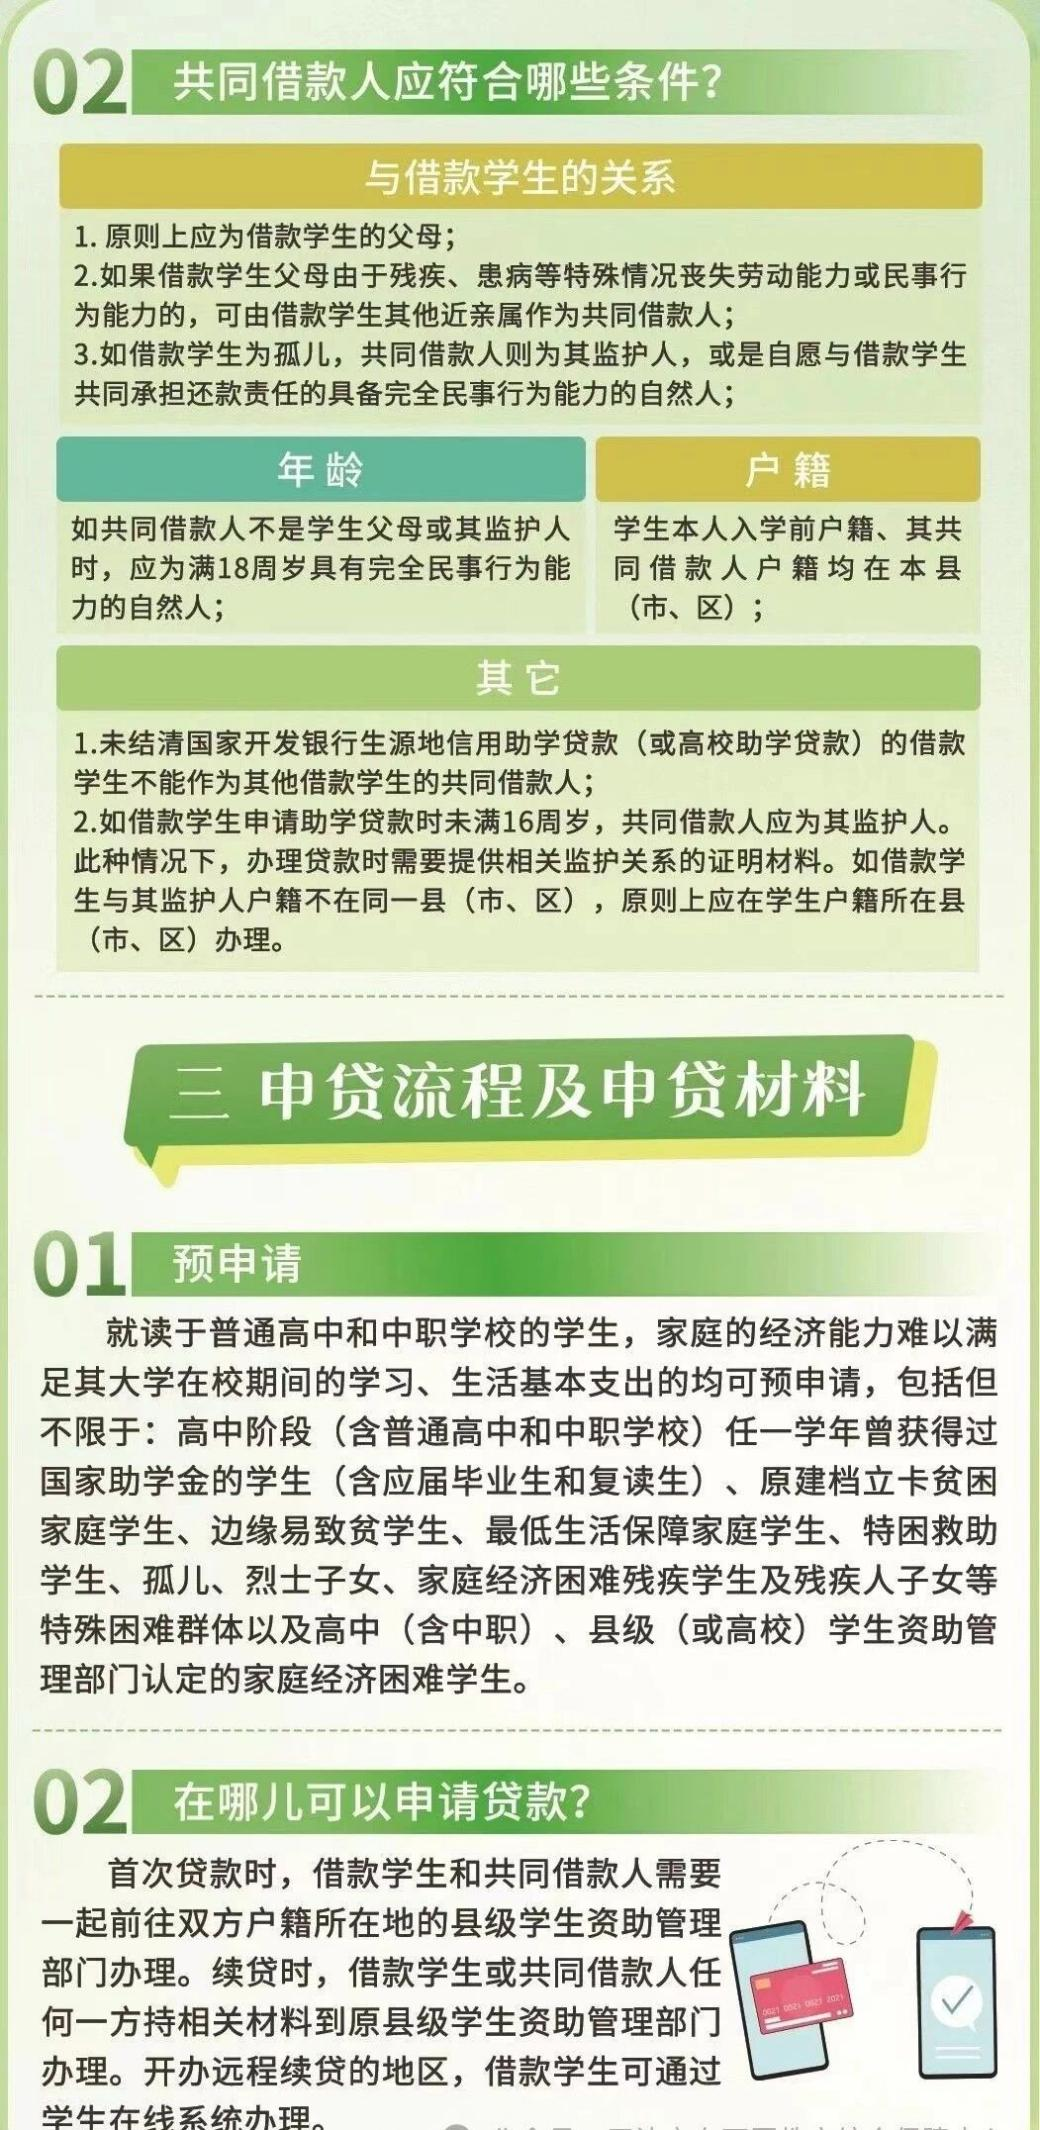 02 共同借款人应符合哪些条件？
与借款学生的关系
1. 原则上应为借款学生的父母；
2.如果借款学生父母由于残疾、患病等特殊情况丧失劳动能力或民事行
为能力的，可由借款学生其他近亲属作为共同借款人；
3.如借款学生为孤儿，共同借款人则为其监护人，或是自愿与借款学生
共同承担还款责任的具备完全民事行为能力的自然人；
年龄
如共同借款人不是学生父母或其监护人
时，应为满18周岁具有完全民事行为能
力的自然人；
户籍
学生本人入学前户籍、其共
同借款人户籍均在本县
（市、区）；
其它
1.未结清国家开发银行生源地信用助学贷款（或高校助学贷款）的借款
学生不能作为其他借款学生的共同借款人；
2.如借款学生申请助学贷款时未满16周岁，共同借款人应为其监护人。
此种情况下，办理贷款时需要提供相关监护关系的证明材料。如借款学
生与其监护人户籍不在同一县（市、区），原则上应在学生户籍所在县
（市、区）办理。
三 申贷流程及申贷材料
01 预申请
就读于普通高中和中职学校的学生，家庭的经济能力难以满
足其大学在校期间的学习、生活基本支出的均可预申请，包括但
不限于：高中阶段（含普通高中和中职学校）任一学年曾获得过
国家助学金的学生（含应届毕业生和复读生）、原建档立卡贫困
家庭学生、边缘易致贫学生、最低生活保障家庭学生、特困救助
学生、孤儿、烈士子女、家庭经济困难残疾学生及残疾人子女等
特殊困难群体以及高中（含中职）、县级（或高校）学生资助管
理部门认定的家庭经济困难学生。
02 在哪儿可以申请贷款？
首次贷款时，借款学生和共同借款人需要
一起前往双方户籍所在地的县级学生资助管理
部门办理。续贷时，借款学生或共同借款人任
何一方持相关材料到原县级学生资助管理部门
办理。开办远程续贷的地区，借款学生可通过
学生在线系统办理。
0021 0021 0021 2021